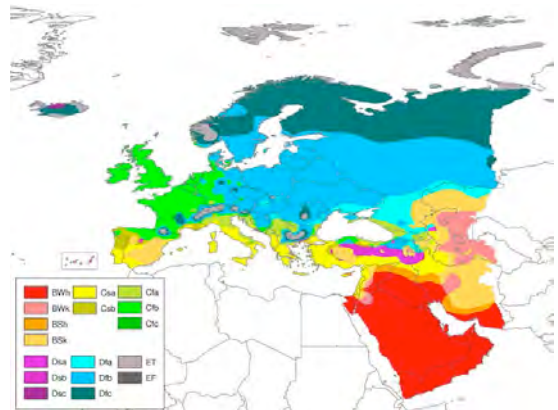 BWh Csa Cfa
BWk Csb Cfb
BSh Cfc
BSk
Dsa Dfa ET
Dsb Dfb EF
Dsc Dfc